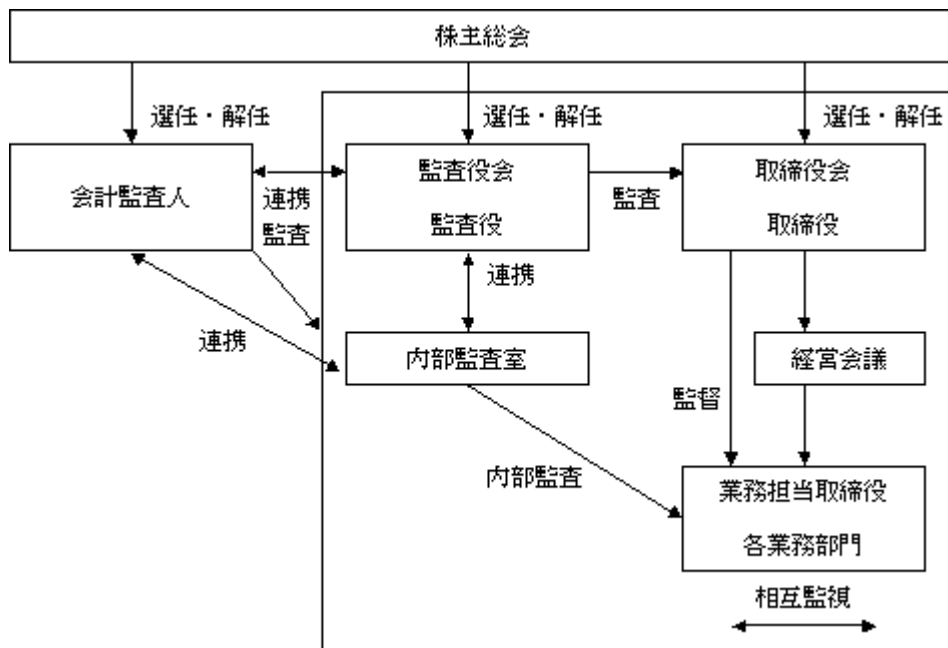 株主総会
選任・解任
選任・解任
選任・解任
会計監査人
連携
監査
監査役会
監査役
監査
取締役会
取締役
連携
連携
内部監査室
監督
経営会議
内部監査
業務担当取締役
各業務部門
相互監視